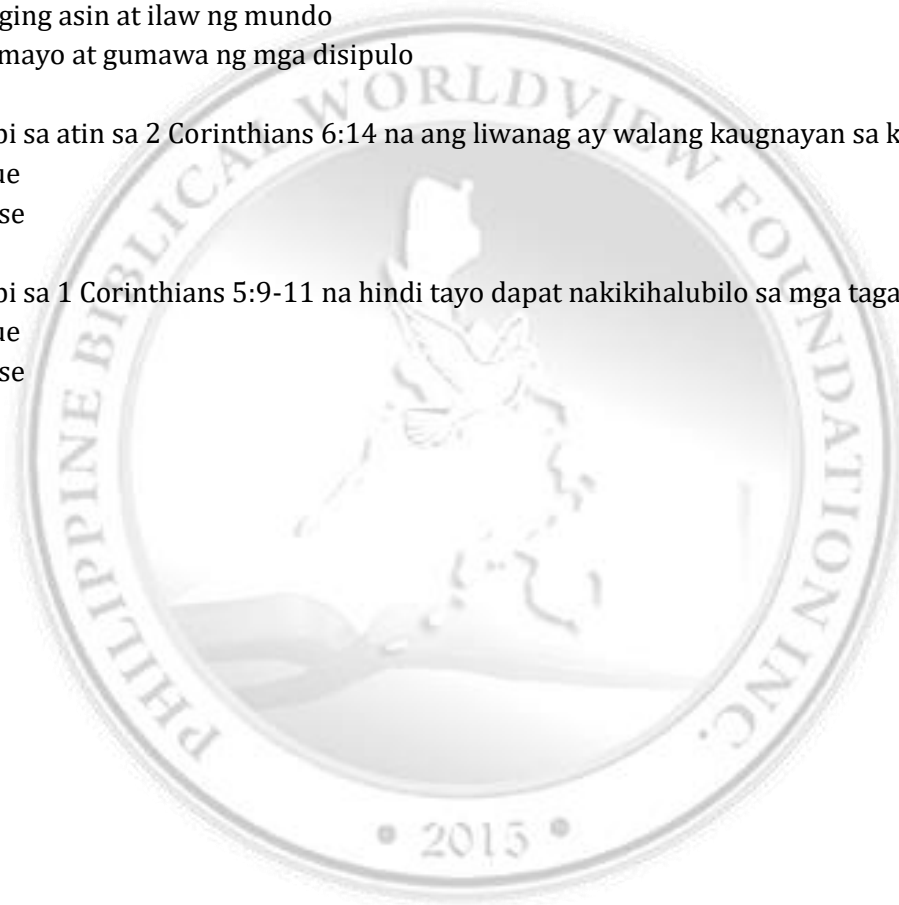 ging asin at ilaw ng mundo
mayo at gumawa ng mga disipulo
bi sa atin sa 2 Corinthians 6:14 na ang liwanag ay walang kaugnayan sa k
ue
se
bi sa 1 Corinthians 5:9-11 na hindi tayo dapat nakikihalubilo sa mga taga
ue
se
PHILIPPINE BIBLICAL WORLDVIEW FOUNDATION INC.
• 2015 •